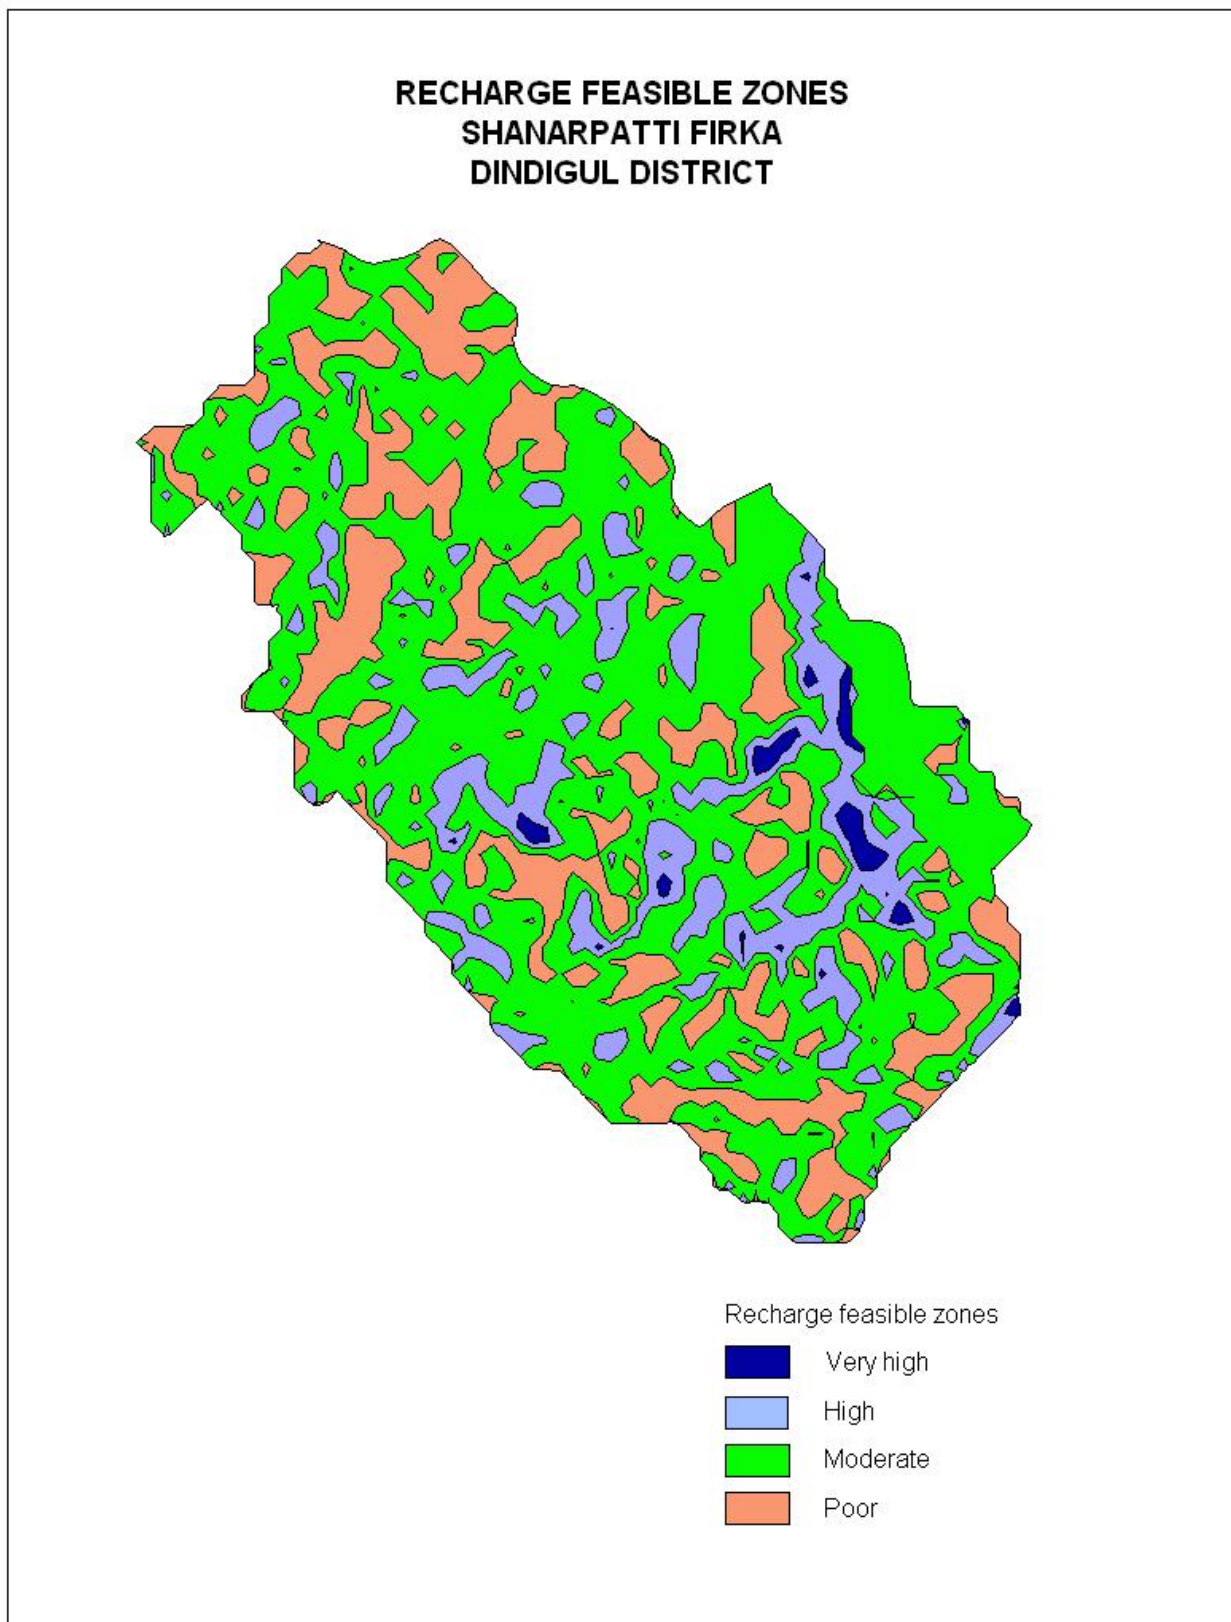 RECHARGE FEASIBLE ZONES
SHANARPATTI FIRKA
DINDIGUL DISTRICT
Recharge feasible zones
Very high
High
Moderate
Poor